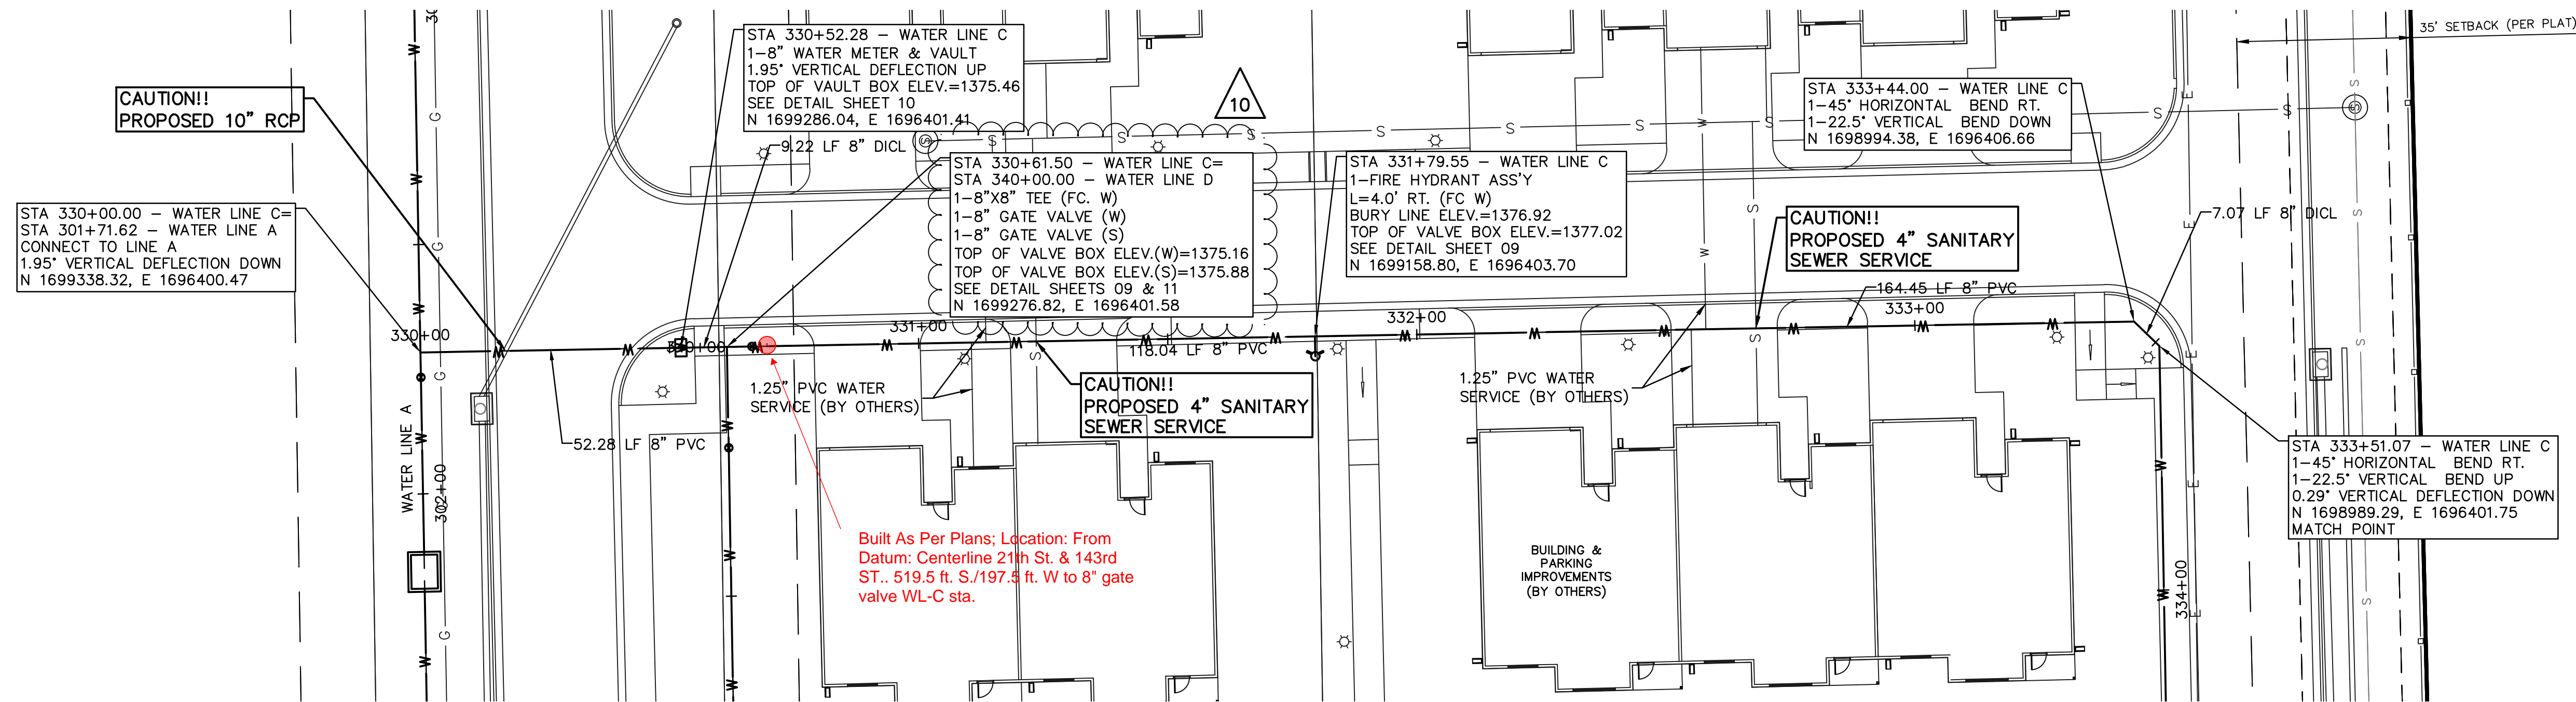 35' SETBACK (PER PLAT)
STA 330+52.28 – WATER LINE C
1–8" WATER METER & VAULT
1.95° VERTICAL DEFLECTION UP
TOP OF VAULT BOX ELEV.=1375.46
SEE DETAIL SHEET 10
N 1699286.04, E 1696401.41
CAUTION!!
PROPOSED 10" RCP
10
STA 333+44.00 – WATER LINE C
1–45° HORIZONTAL BEND RT.
1–22.5° VERTICAL BEND DOWN
N 1698994.38, E 1696406.66
9.22 LF 8" DICL
STA 330+61.50 – WATER LINE C=
STA 340+00.00 – WATER LINE D
1–8"X8" TEE (FC. W)
1–8" GATE VALVE (W)
1–8" GATE VALVE (S)
TOP OF VALVE BOX ELEV.(W)=1375.16
TOP OF VALVE BOX ELEV.(S)=1375.88
SEE DETAIL SHEETS 09 & 11
N 1699276.82, E 1696401.58
STA 331+79.55 – WATER LINE C
1–FIRE HYDRANT ASS'Y
L=4.0' RT. (FC W)
BURY LINE ELEV.=1376.92
TOP OF VALVE BOX ELEV.=1377.02
SEE DETAIL SHEET 09
N 1699158.80, E 1696403.70
STA 330+00.00 – WATER LINE C=
STA 301+71.62 – WATER LINE A
CONNECT TO LINE A
1.95° VERTICAL DEFLECTION DOWN
N 1699338.32, E 1696400.47
CAUTION!!
PROPOSED 4" SANITARY
SEWER SERVICE
7.07 LF 8" DICL
164.45 LF 8" PVC
330+00
331+00
332+00
333+00
118.04 LF 8" PVC
1.25" PVC WATER
SERVICE (BY OTHERS)
CAUTION!!
PROPOSED 4" SANITARY
SEWER SERVICE
1.25" PVC WATER
SERVICE (BY OTHERS)
52.28 LF 8" PVC
WATER LINE A
302+00
STA 333+51.07 – WATER LINE C
1–45° HORIZONTAL BEND RT.
1–22.5° VERTICAL BEND UP
0.29° VERTICAL DEFLECTION DOWN
N 1698989.29, E 1696401.75
MATCH POINT
Built As Per Plans; Location: From
Datum: Centerline 21th St. & 143rd
ST.. 519.5 ft. S./197.5 ft. W to 8" gate
valve WL-C sta.
BUILDING &
PARKING
IMPROVEMENTS
(BY OTHERS)
334+00